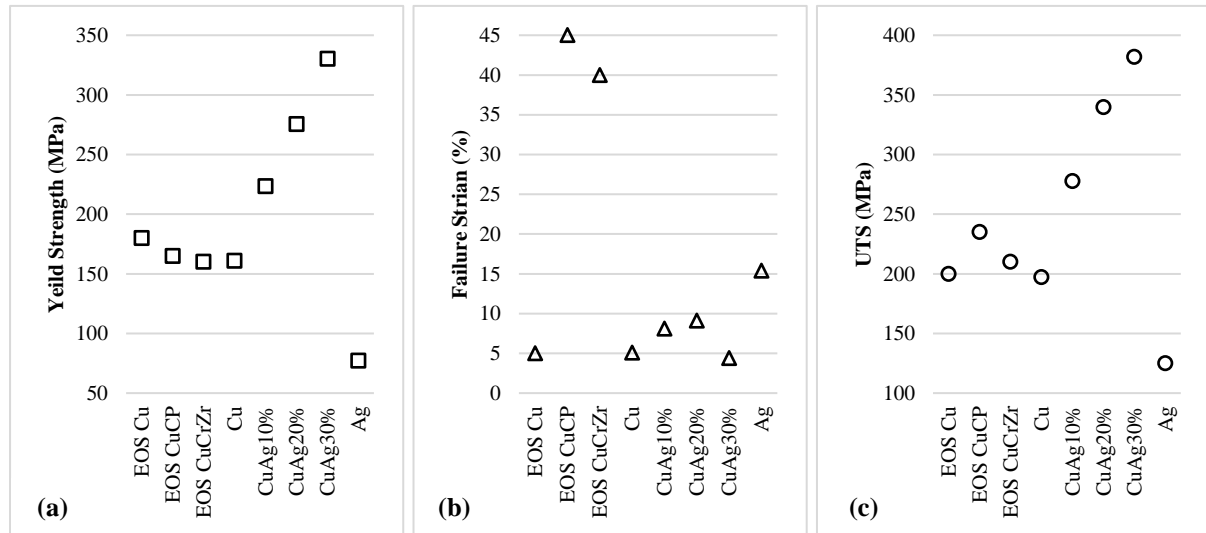 Yeild Strength (MPa)
350
300
250
200
150
100
50
EOS Cu
EOS CuCP
EOS CuCrZr
Cu
CuAg10%
CuAg20%
CuAg30%
Ag
(a)
Failure Strian (%)
45
40
35
30
25
20
15
10
5
0
EOS Cu
EOS CuCP
EOS CuCrZr
Cu
CuAg10%
CuAg20%
CuAg30%
Ag
(b)
UTS (MPa)
400
350
300
250
200
150
100
EOS Cu
EOS CuCP
EOS CuCrZr
Cu
CuAg10%
CuAg20%
CuAg30%
Ag
(c)